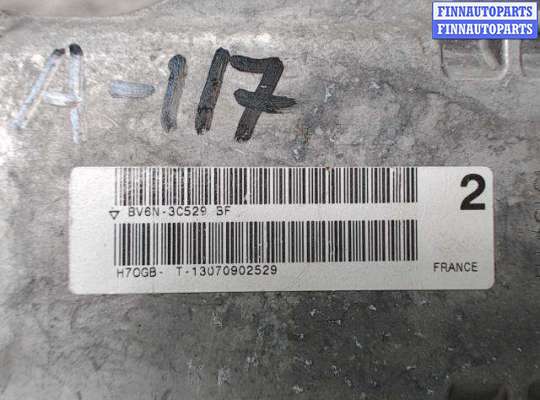 FINNAUTOPARTS
FINNAUTOPARTS
A-117
2
BV6N-3C529 BF
H70GB- T-13070902529
FRANCE